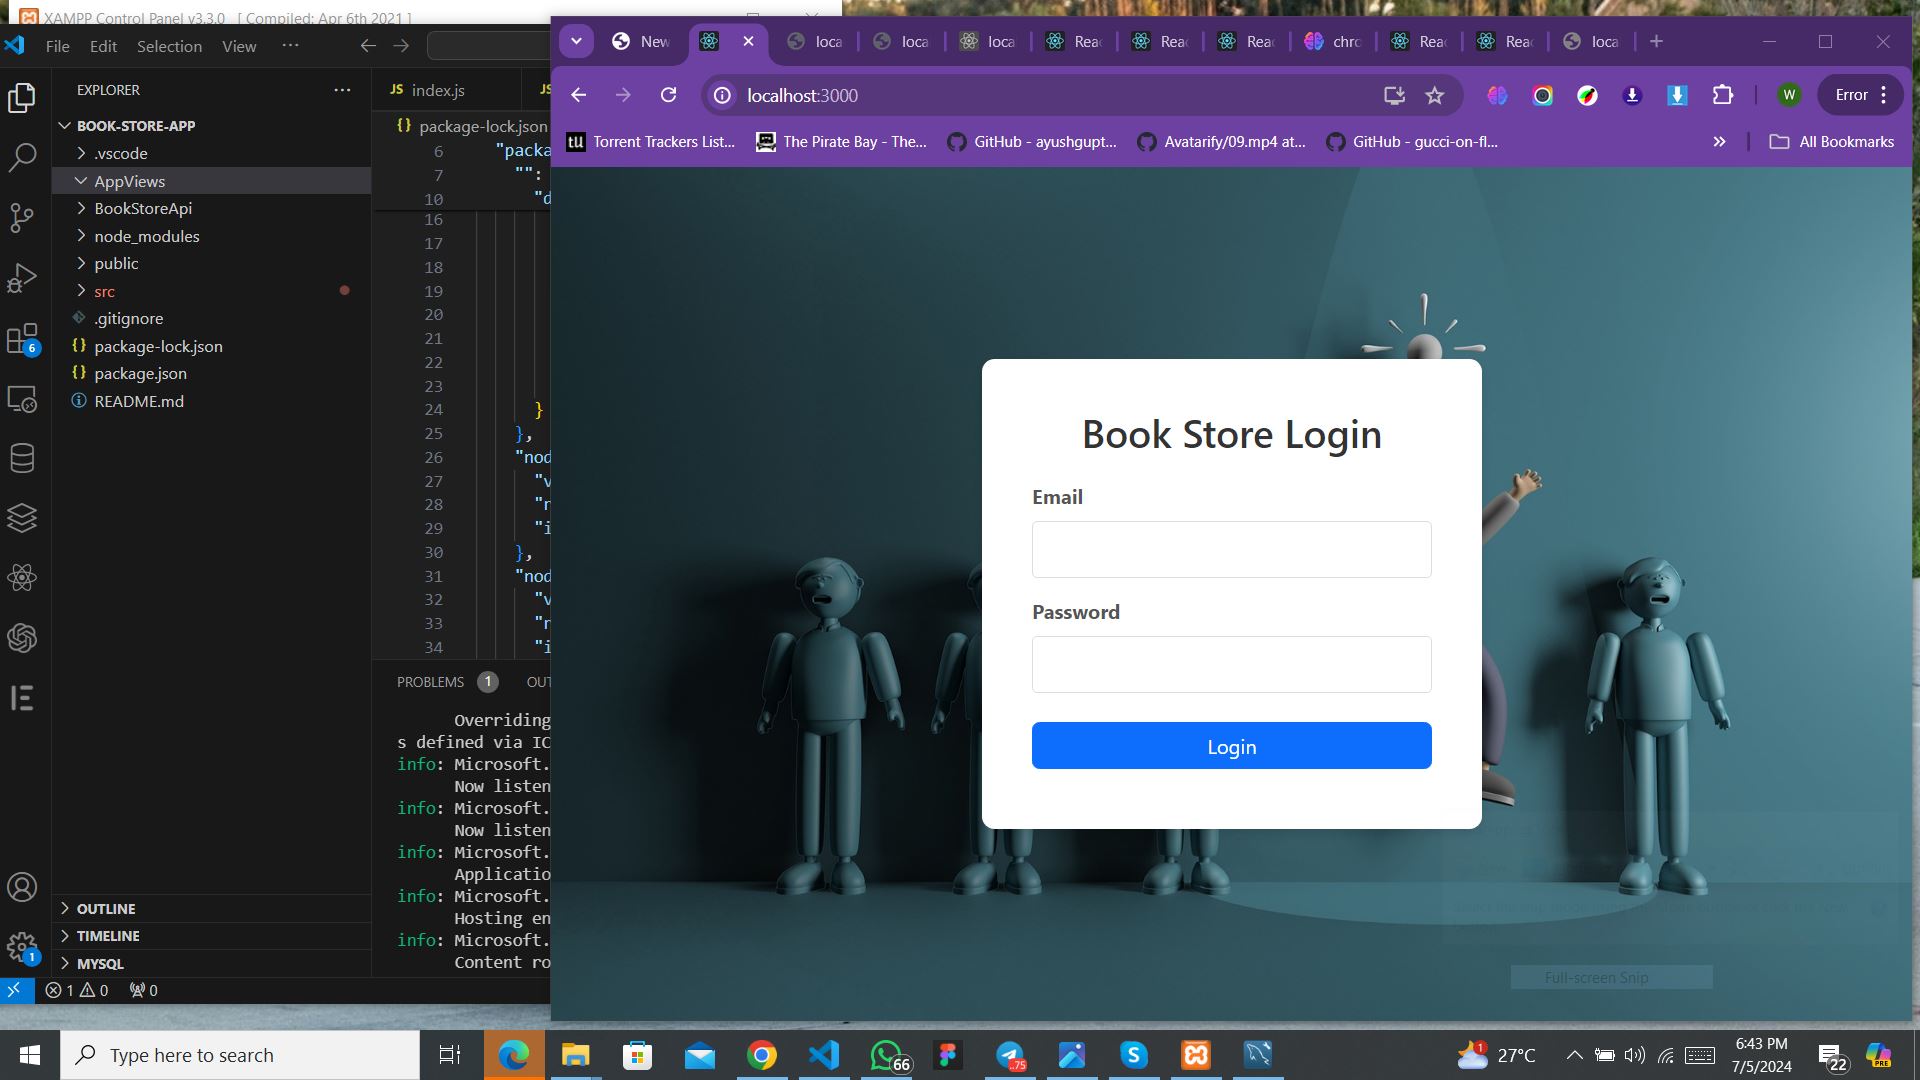 XAMPP Control Panel v3.3.0 [ Compiled: Apr 6th 2021 ]
File Edit Selection View ...
New loca loca loca Reac Reac Reac chro Reac Reac loca
EXPLORER ...
index.js
localhost:3000
W Error
BOOK-STORE-APP
package-lock.json
Torrent Trackers List... The Pirate Bay - The... GitHub - ayushgupt... Avatarify/09.mp4 at... GitHub - gucci-on-fl... All Bookmarks
.vscode
AppViews
BookStoreApi
node_modules
public
src
.gitignore
package-lock.json
package.json
README.md
6 "packa
7 "":
10 "d
16
17
18
19
20
21
22
23
24 }
25 },
26 "nod
27 "v
28 "r
29 "i
30 },
31 "nod
32 "v
33 "r
34 "i
6
PROBLEMS 1 OUT
Overriding
s defined via IC
info: Microsoft.
Now listen
info: Microsoft.
Now listen
info: Microsoft.
Applicatio
info: Microsoft.
Hosting en
info: Microsoft.
Content ro
OUTLINE
TIMELINE
MYSQL
1
1 0 0
Book Store Login
Email
Password
Login
Full-screen Snip
Type here to search
66
.75
1
27°C
6:43 PM
7/5/2024
22
PRE